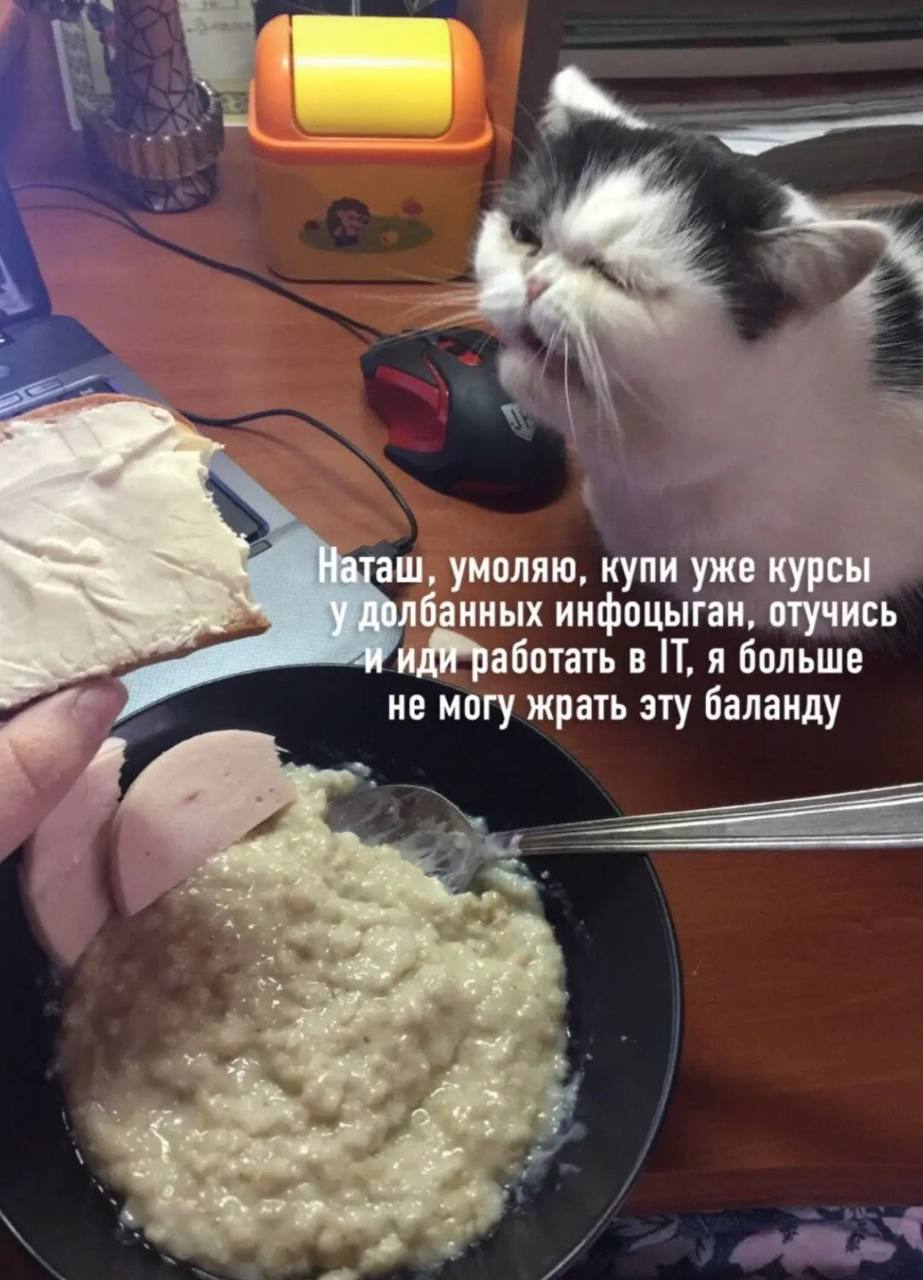 Наташ, умоляю, купи уже курсы
у долбанных инфоцыган, отучись
и иди работать в IT, я больше
не могу жрать эту баланду